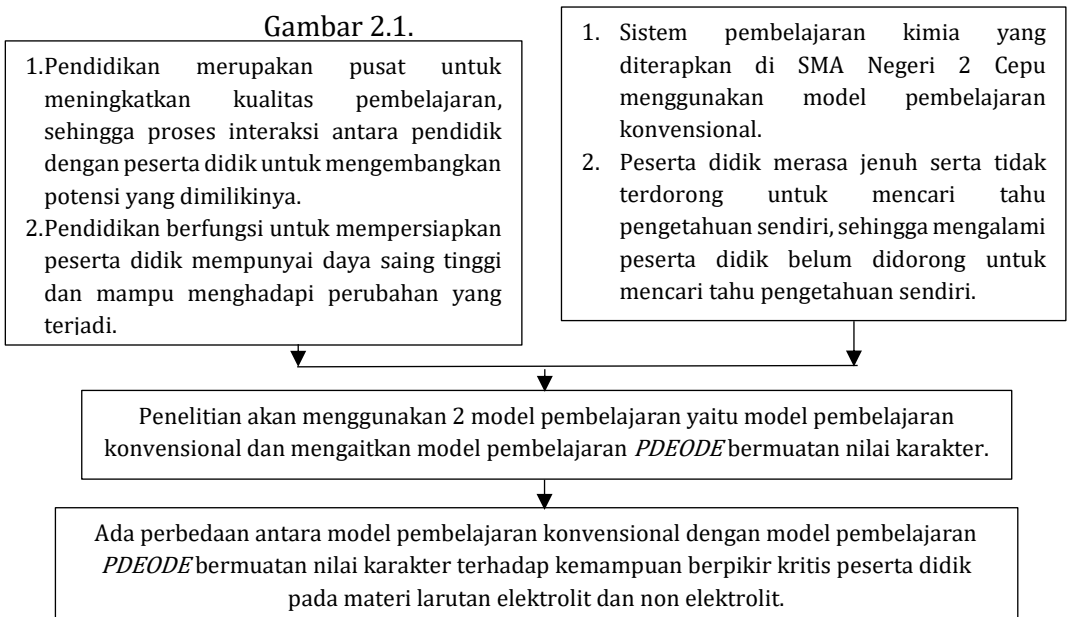 Gambar 2.1.
1.Pendidikan merupakan pusat untuk
meningkatkan kualitas pembelajaran,
sehingga proses interaksi antara pendidik
dengan peserta didik untuk mengembangkan
potensi yang dimilikinya.
2.Pendidikan berfungsi untuk mempersiapkan
peserta didik mempunyai daya saing tinggi
dan mampu menghadapi perubahan yang
terjadi.
1. Sistem pembelajaran kimia yang
diterapkan di SMA Negeri 2 Cepu
menggunakan model pembelajaran
konvensional.
2. Peserta didik merasa jenuh serta tidak
terdorong untuk mencari tahu
pengetahuan sendiri, sehingga mengalami
peserta didik belum didorong untuk
mencari tahu pengetahuan sendiri.
Penelitian akan menggunakan 2 model pembelajaran yaitu model pembelajaran
konvensional dan mengaitkan model pembelajaran PDEODE bermuatan nilai karakter.
Ada perbedaan antara model pembelajaran konvensional dengan model pembelajaran
PDEODE bermuatan nilai karakter terhadap kemampuan berpikir kritis peserta didik
pada materi larutan elektrolit dan non elektrolit.